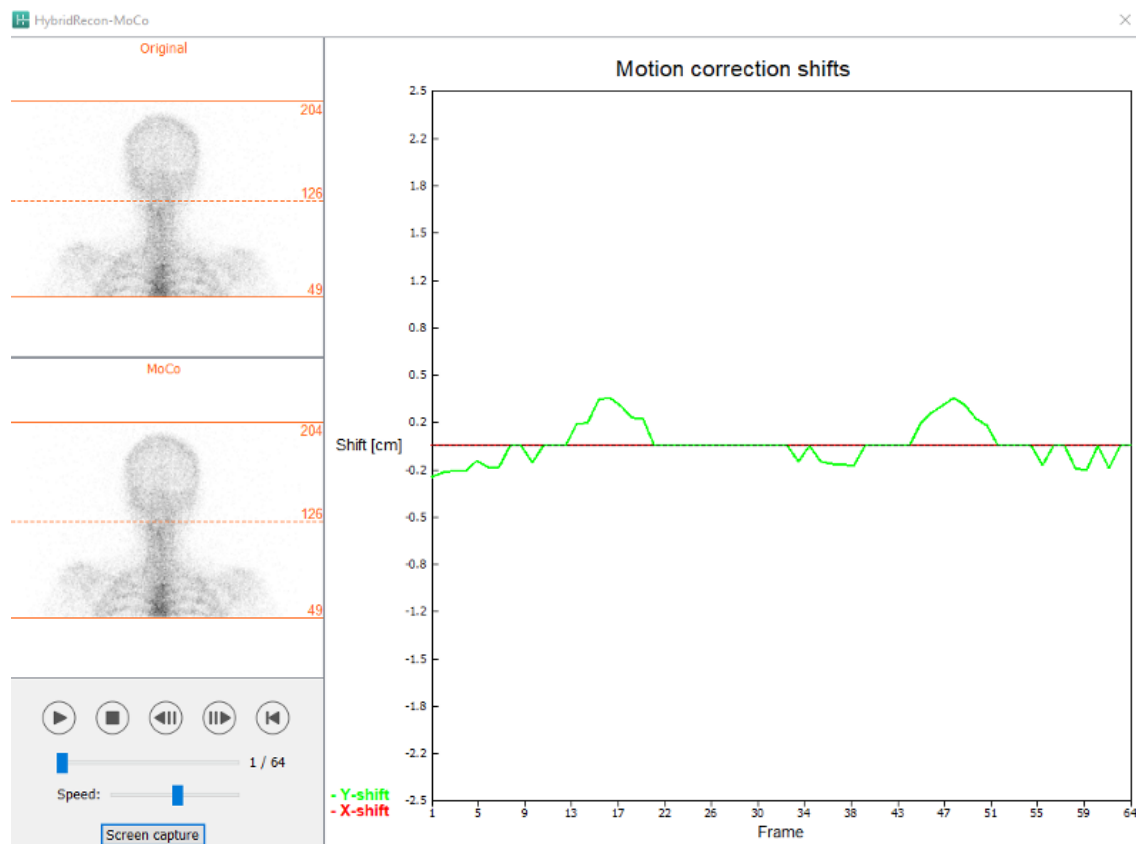 HybridRecon-MoCo
Original
204
126
49
MoCo
204
126
49
1 / 64
Speed:
Screen capture
Motion correction shifts
2.5
2.2
1.8
1.5
1.2
0.8
0.5
0.2
Shift [cm]
-0.2
-0.5
-0.8
-1.2
-1.5
-1.8
-2.2
-2.5
- Y-shift
- X-shift
1 5 9 13 17 22 26 30 34 38 43 47 51 55 59 64
Frame